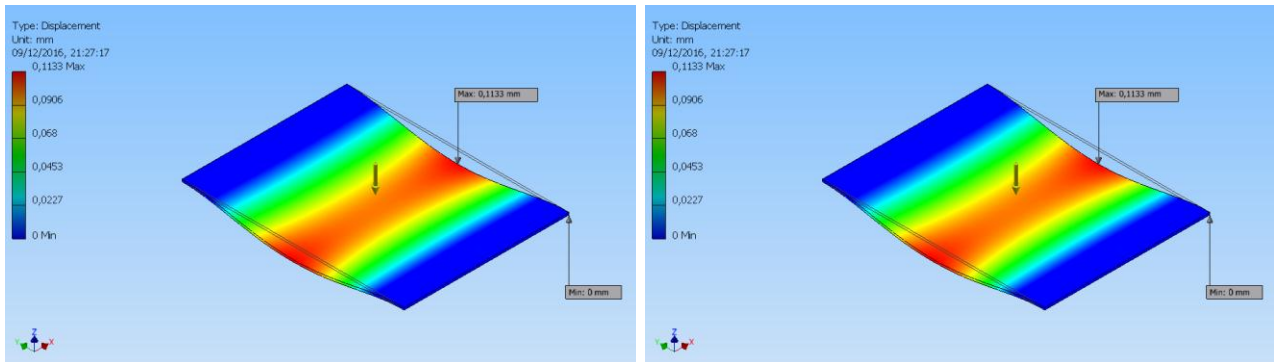 Type: Displacement
Unit: mm
09/12/2016, 21:27:17
0,1133 Max
0,0906
0,068
0,0453
0,0227
0 Min
Max: 0,1133 mm
Min: 0 mm
Z
Y
X
Type: Displacement
Unit: mm
09/12/2016, 21:27:17
0,1133 Max
0,0906
0,068
0,0453
0,0227
0 Min
Max: 0,1133 mm
Min: 0 mm
Z
Y
X